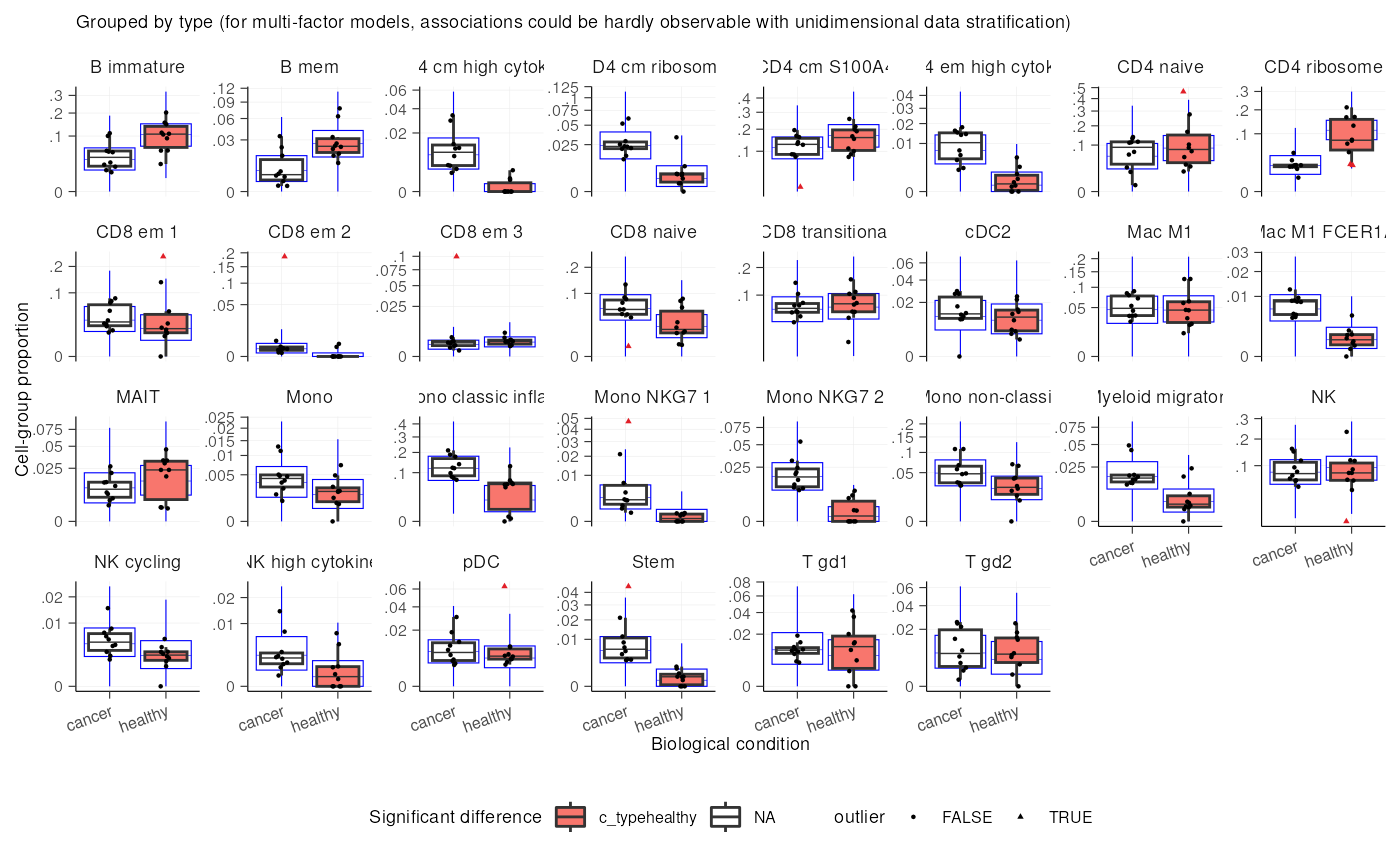 Grouped by type (for multi-factor models, associations could be hardly observable with unidimensional data stratification)
Cell-group proportion
B immature
B mem
4 cm high cytok
D4 cm ribosom
CD4 cm S100A4
4 em high cytok
CD4 naive
CD4 ribosome
.3 .2 .1 0
.12 .09 .06 .03 0
.06 .04 .02 0
.125 .1 .05 .025 0
.4 .3 .2 .1
.04 .03 .02 .01 0
.5 .4 .3 .2 .1 0
.3 .2 .1 0
CD8 em 1
CD8 em 2
CD8 em 3
CD8 naive
CD8 transitiona
cDC2
Mac M1
Mac M1 FCER1A
.2 .1 0
.2 .15 .1 .05 0
.1 .075 .05 .025 0
.2 .1 0
.2 .1
.06 .04 .02 0
.2 .15 .1 .05 0
.03 .02 .01 0
MAIT
Mono
ono classic infla
Mono NKG7 1
Mono NKG7 2
Mono non-classi
Myeloid migrator
NK
.075 .05 .025 0
.025 .02 .015 .01 .005 0
.4 .3 .2 .1 0
.05 .04 .03 .02 .01 0
.075 .05 .025 0
.2 .15 .1 .05 0
.075 .05 .025 0
.3 .2 .1
cancer healthy
cancer healthy
NK cycling
NK high cytokine
pDC
Stem
T gd1
T gd2
.02 .01 0
.02 .01 0
.06 .04 .02 0
.04 .03 .02 .01 0
.08 .06 .04 .02 0
.06 .04 .02 0
cancer healthy
cancer healthy
cancer healthy
cancer healthy
cancer healthy
cancer healthy
Biological condition
Significant difference c_typehealthy NA outlier FALSE TRUE